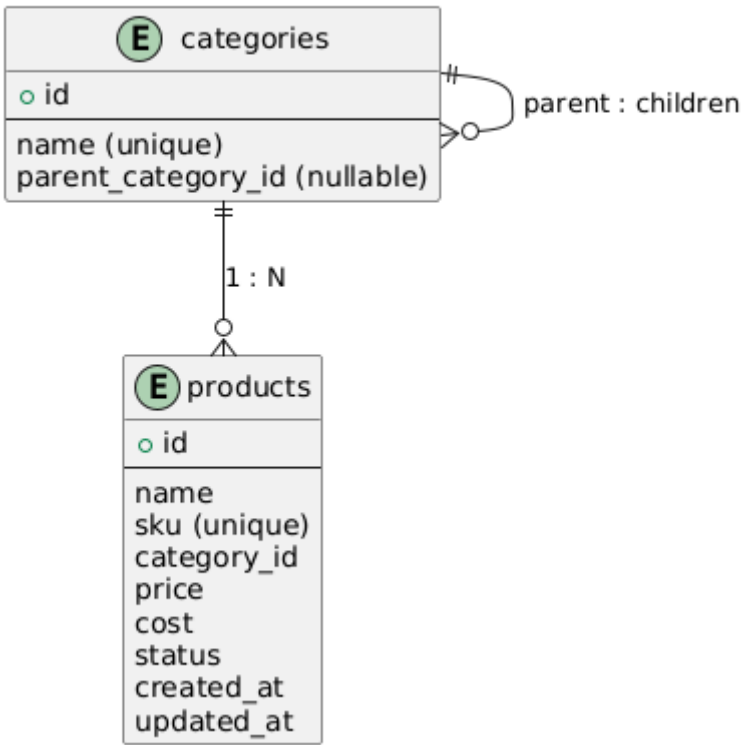 E categories
id
name (unique)
parent_category_id (nullable)
parent : children
1 : N
E products
id
name
sku (unique)
category_id
price
cost
status
created_at
updated_at